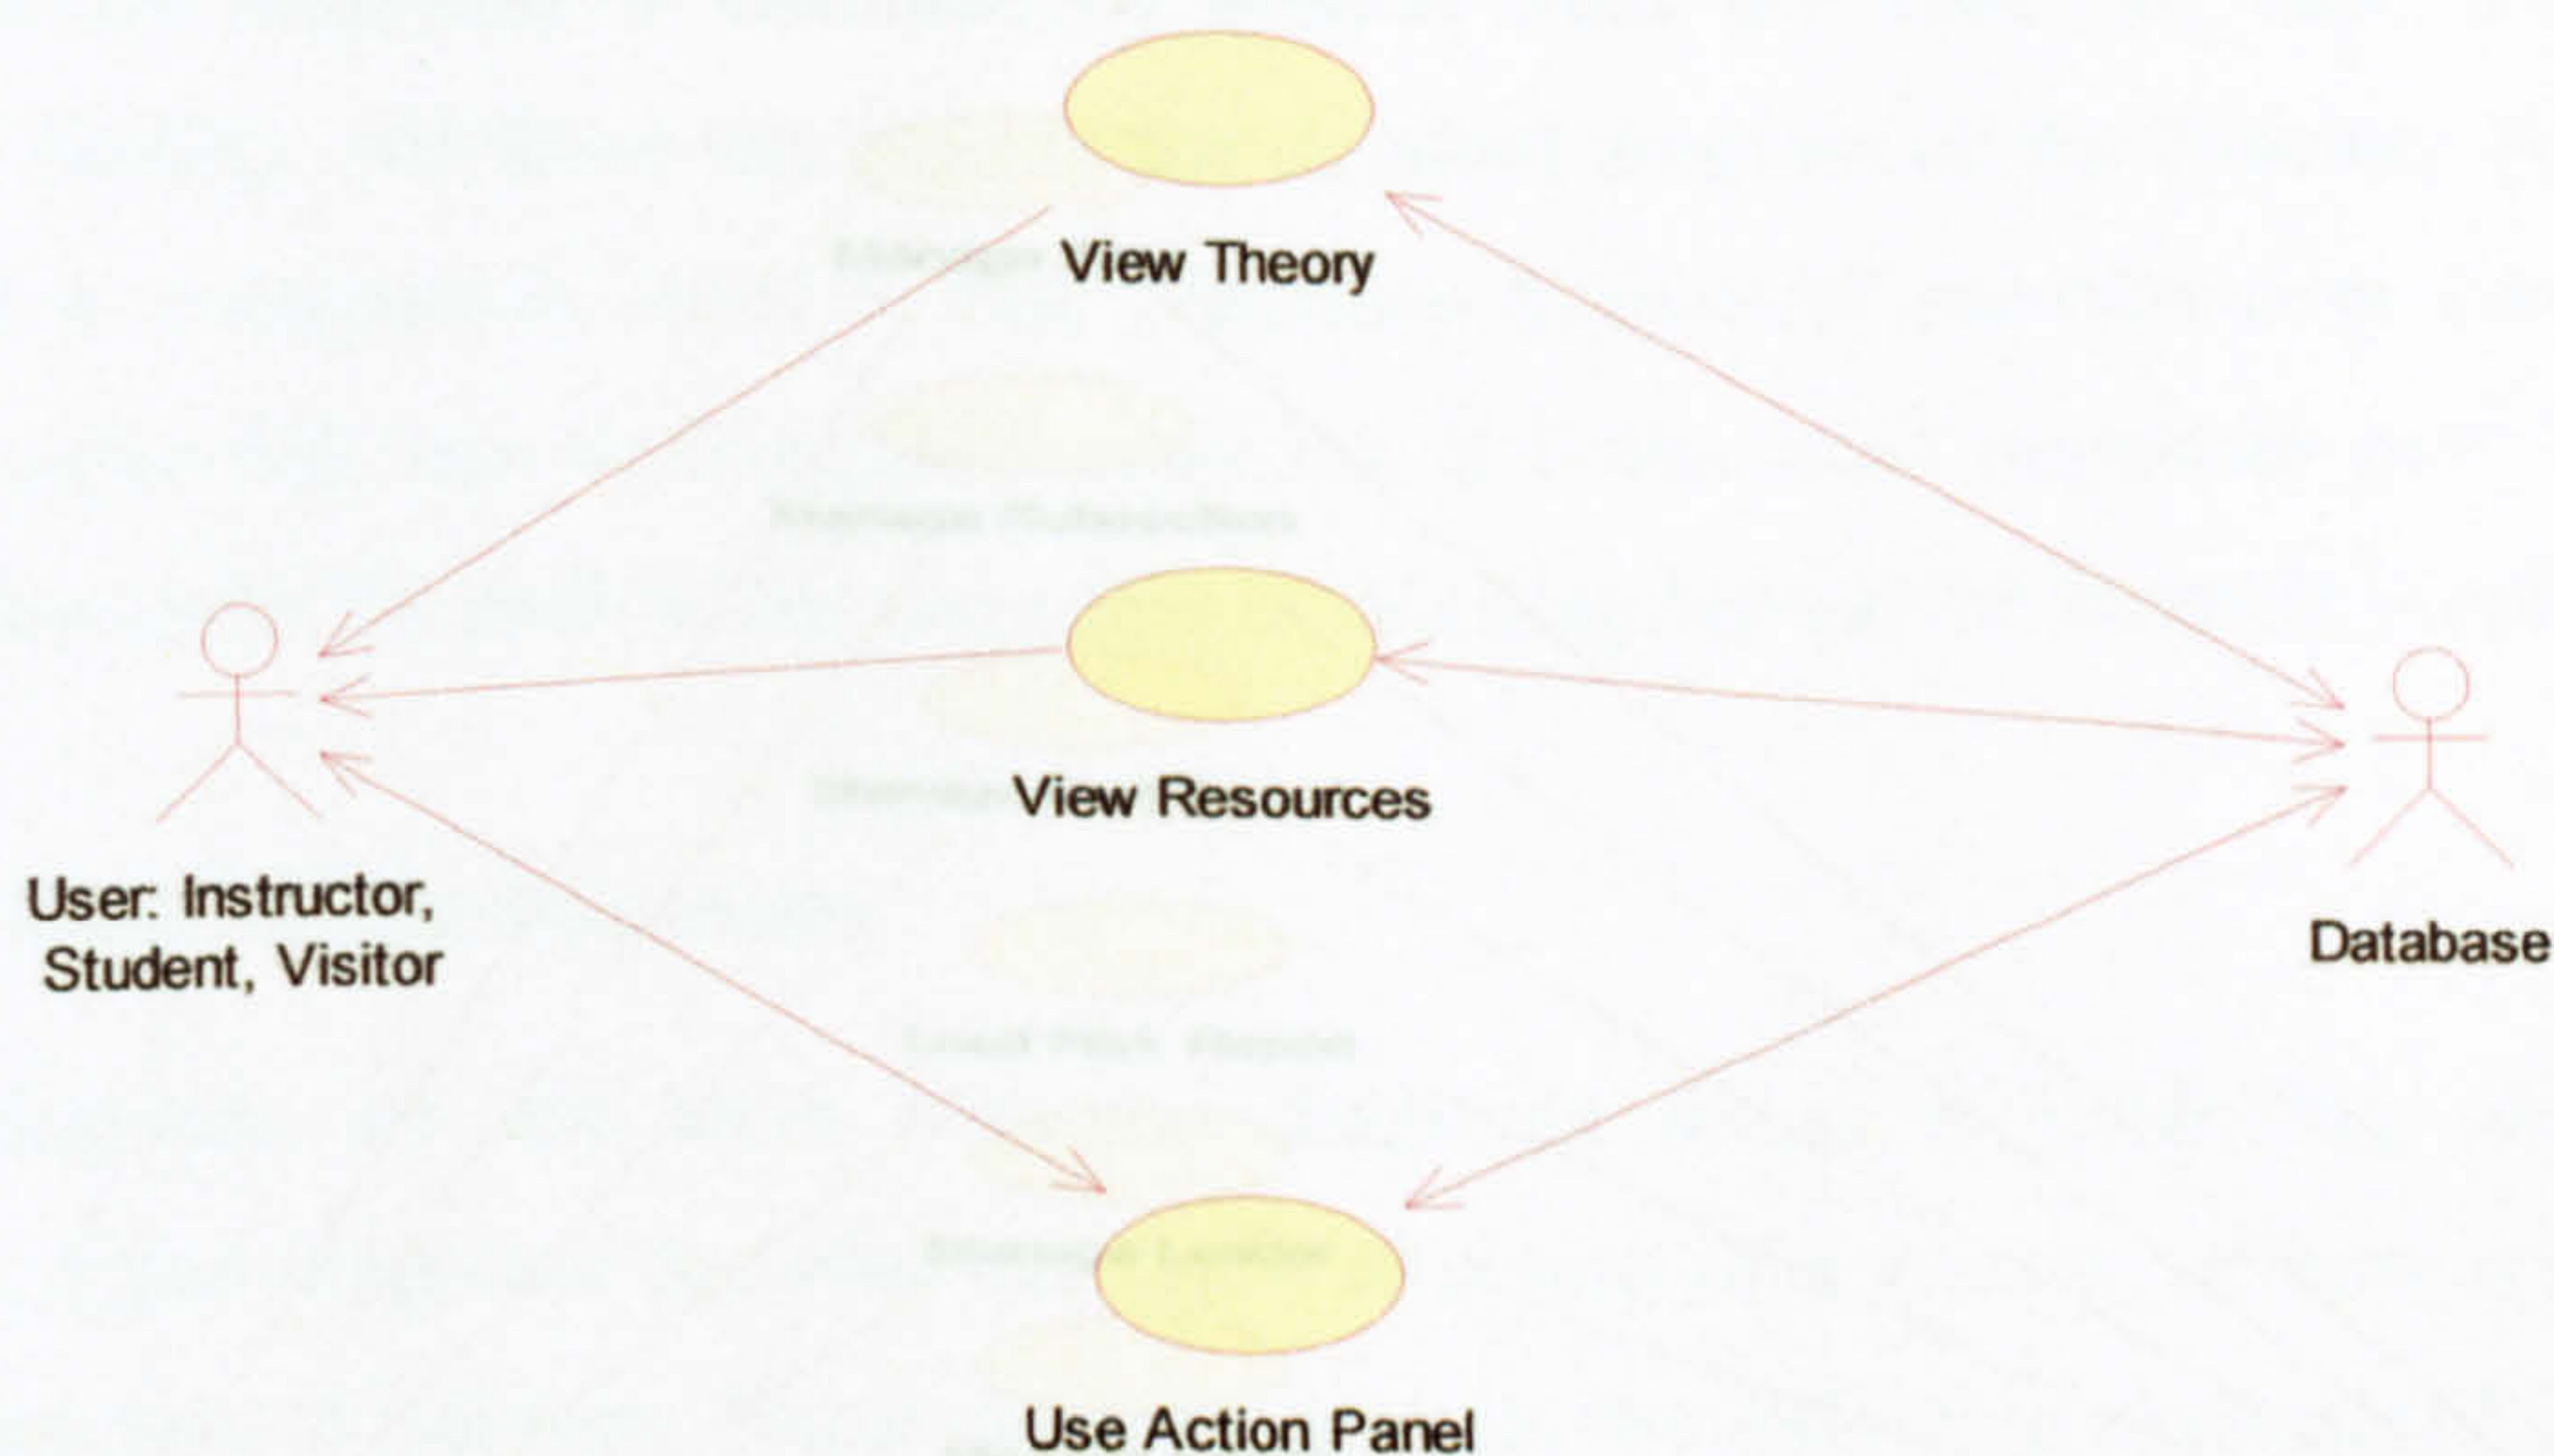 View Theory
View Resources
User: Instructor,
Student, Visitor
Database
Use Action Panel